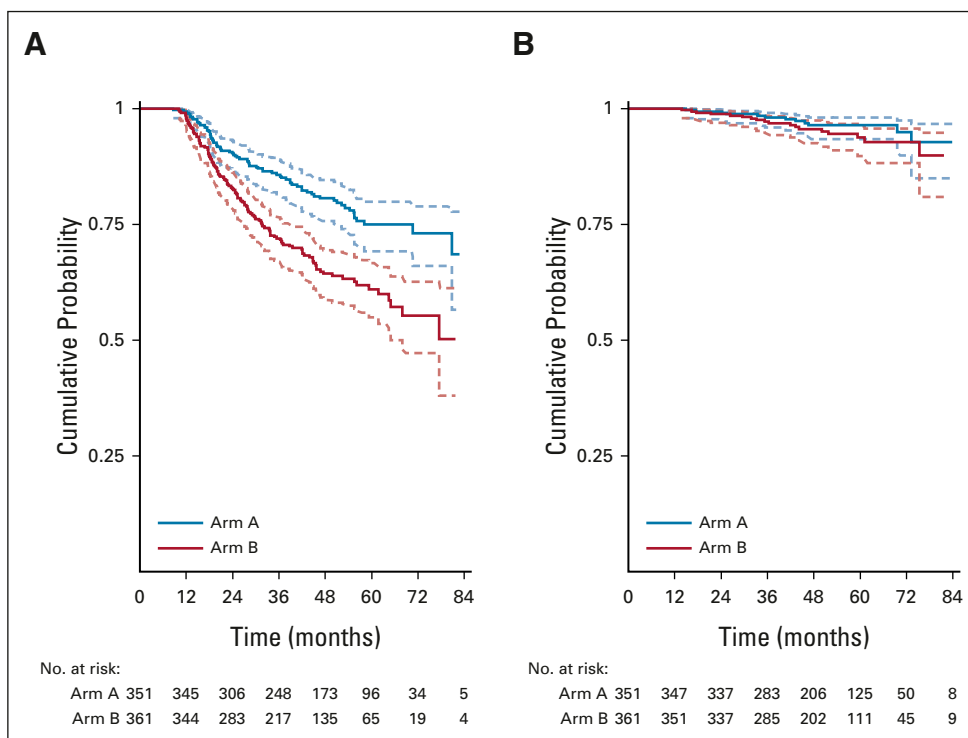 A
1
0.75
0.5
0.25
Cumulative Probability
Arm A
Arm B
0 12 24 36 48 60 72 84
Time (months)
No. at risk:
Arm A 351 345 306 248 173 96 34 5
Arm B 361 344 283 217 135 65 19 4
B
1
0.75
0.5
0.25
Cumulative Probability
Arm A
Arm B
0 12 24 36 48 60 72 84
Time (months)
No. at risk:
Arm A 351 347 337 283 206 125 50 8
Arm B 361 351 337 285 202 111 45 9